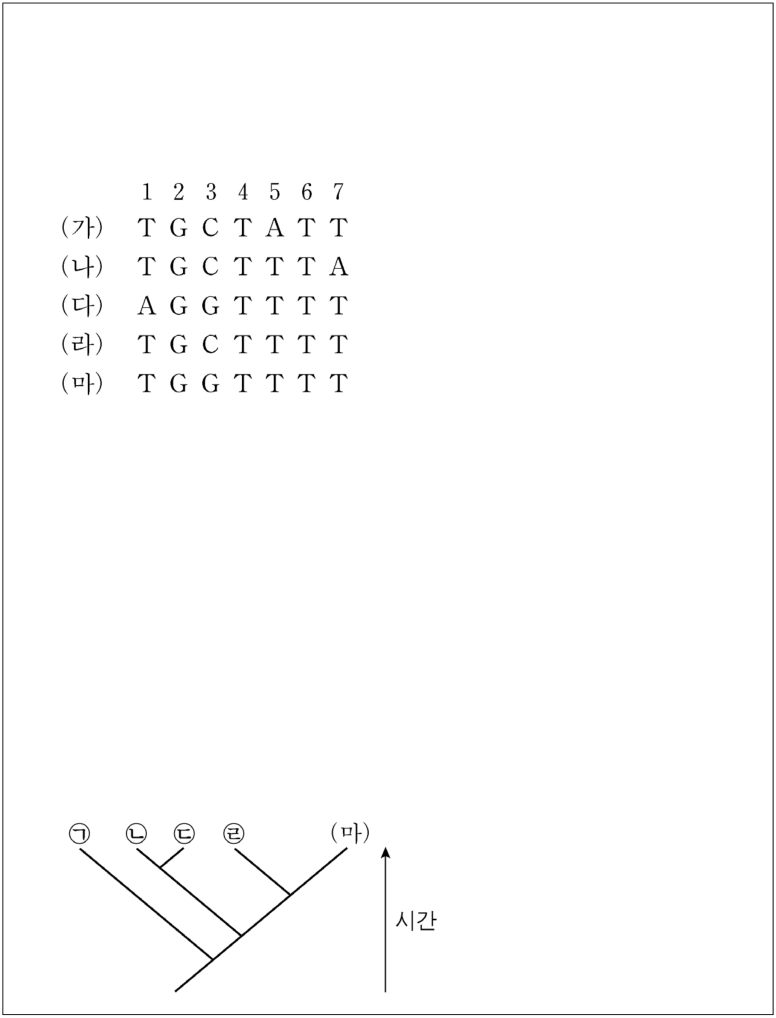 1 2 3 4 5 6 7
(가) T G C T A T T
(나) T G C T T T A
(다) A G G T T T T
(라) T G C T T T T
(마) T G G T T T T
㉠ ㉡ ㉢ ㉣ (마)
시간